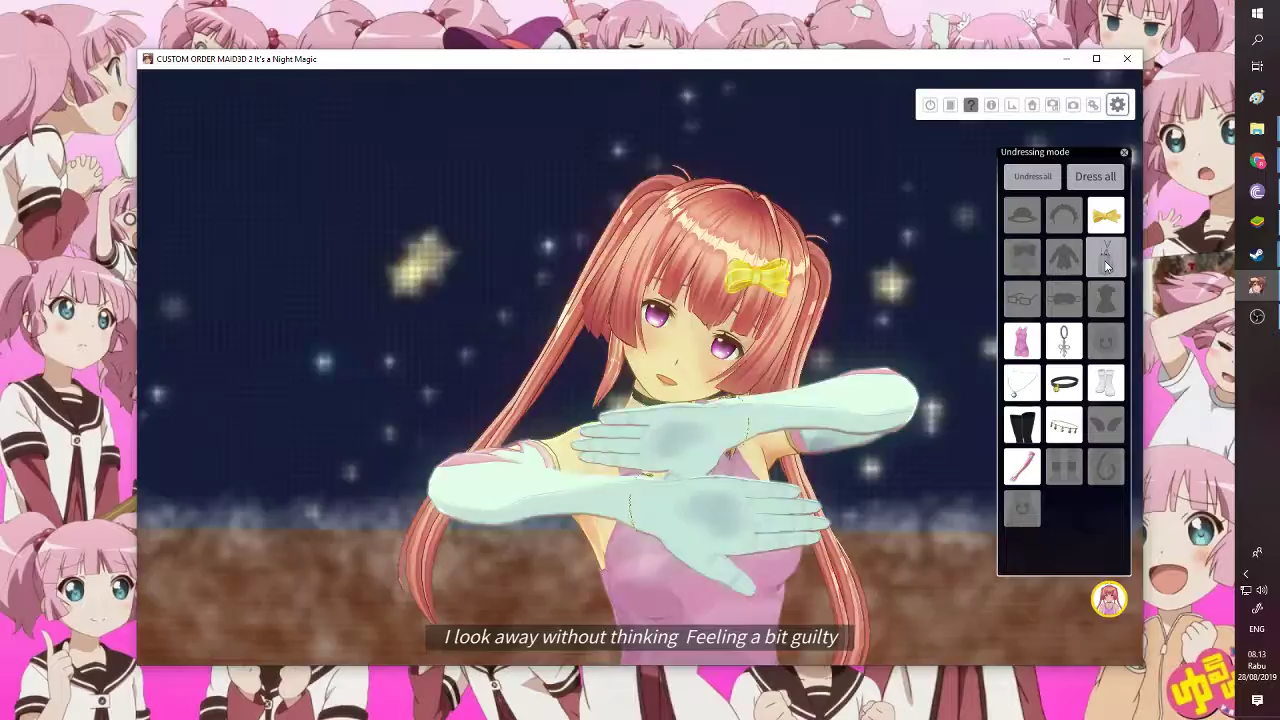 CUSTOM ORDER MAID3D 2 It's a Night Magic
Undressing mode
Undress all
Dress all
I look away without thinking Feeling a bit guilty
ENG
08.13
Rabu
28/08/2019